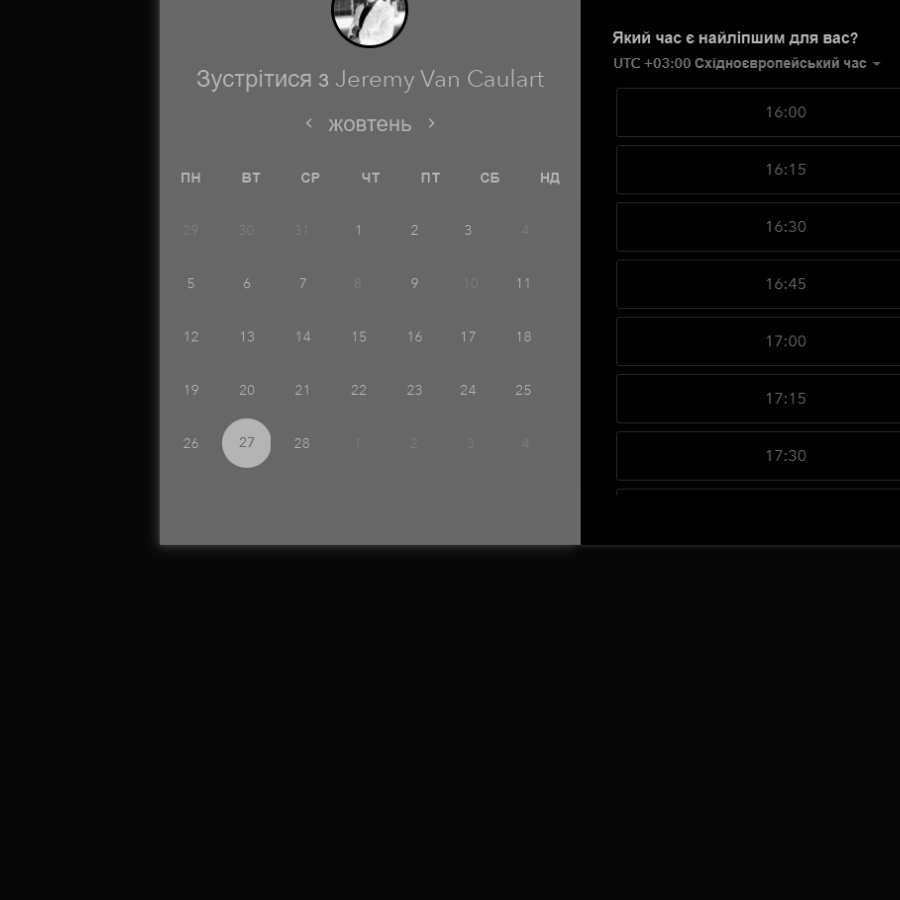 Зустрітися з Jeremy Van Caulart
жовтень
ПН ВТ СР ЧТ ПТ СБ НД
29 30 31 1 2 3 4
5 6 7 8 9 10 11
12 13 14 15 16 17 18
19 20 21 22 23 24 25
26 27 28 1 2 3 4
Який час є найліпшим для вас?
UTC +03:00 Східноєвропейський час
16:00
16:15
16:30
16:45
17:00
17:15
17:30